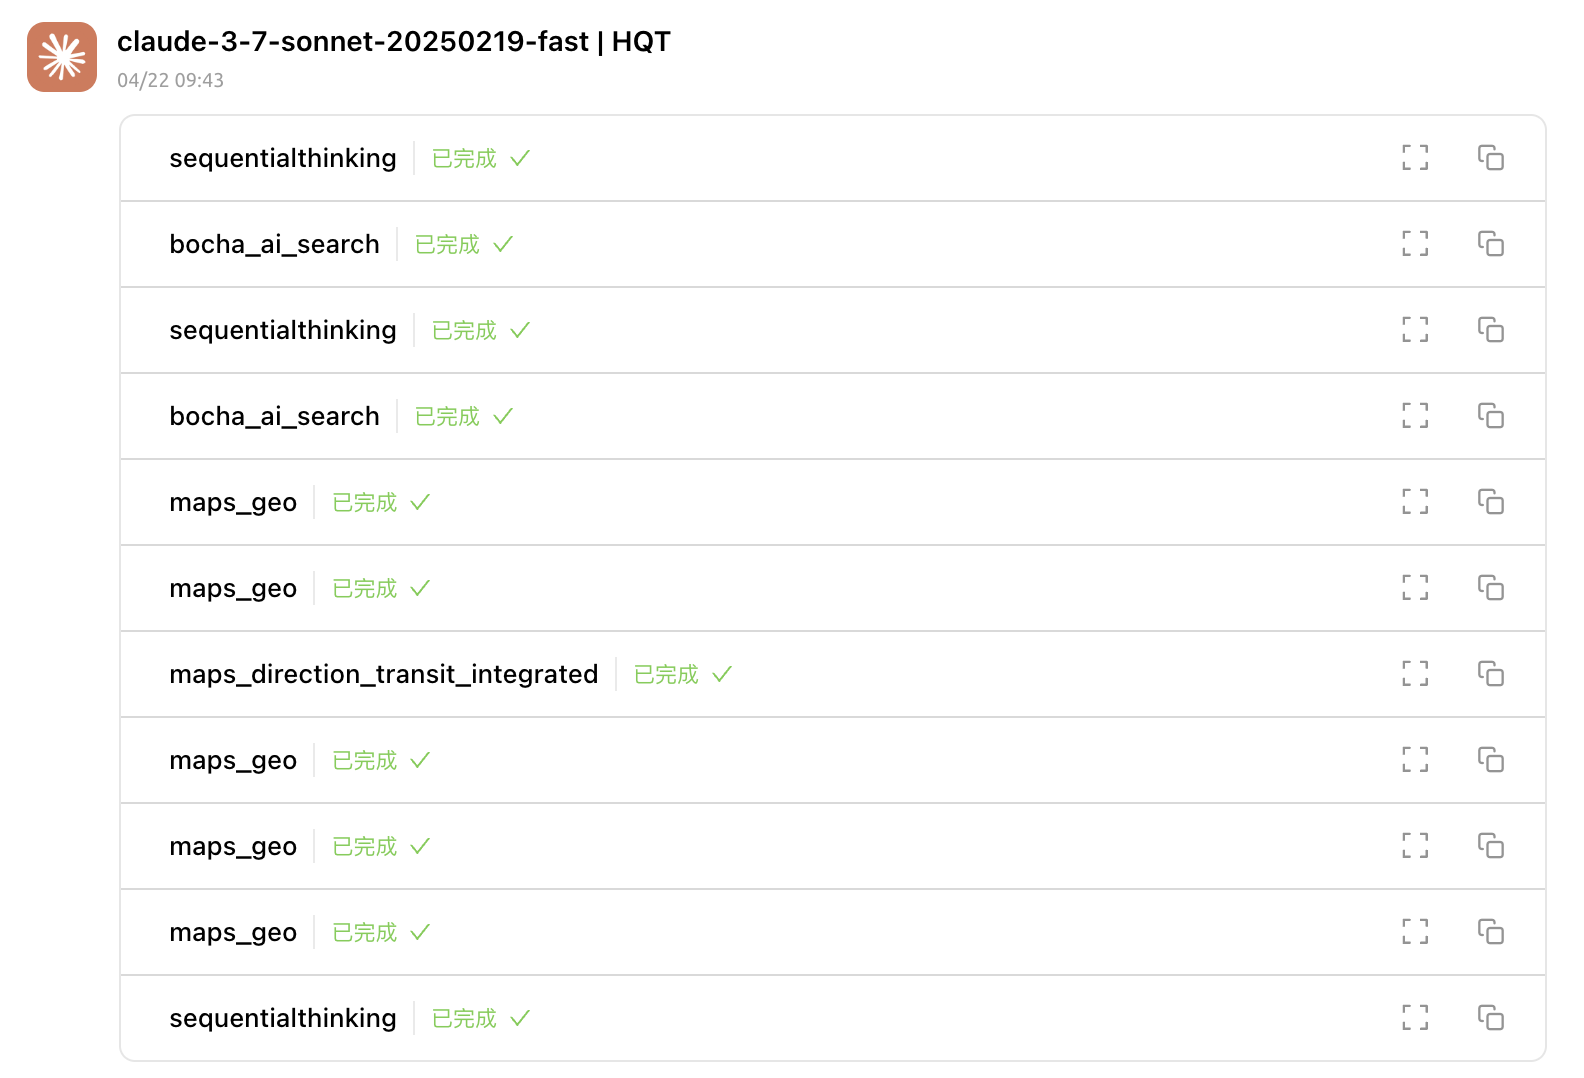 claude-3-7-sonnet-20250219-fast | HQT
04/22 09:43
sequentialthinking 已完成
bocha_ai_search 已完成
sequentialthinking 已完成
bocha_ai_search 已完成
maps_geo 已完成
maps_geo 已完成
maps_direction_transit_integrated 已完成
maps_geo 已完成
maps_geo 已完成
maps_geo 已完成
sequentialthinking 已完成